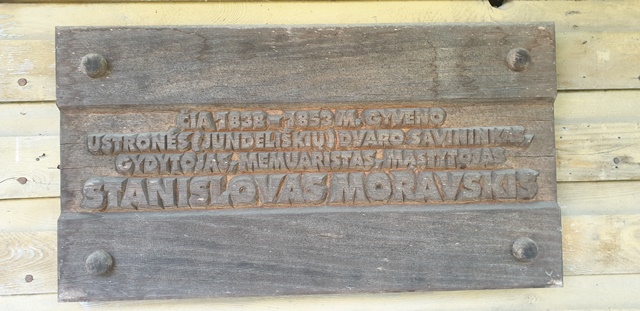 ČIA 1838 – 1853 M. GYVENO
USTRONĖS (JUNDELIŠKIŲ) DVARO SAVININKAS,
GYDYTOJAS, MEMUARISTAS, MĄSTYTOJAS
STANISLOVAS MORAVSKIS